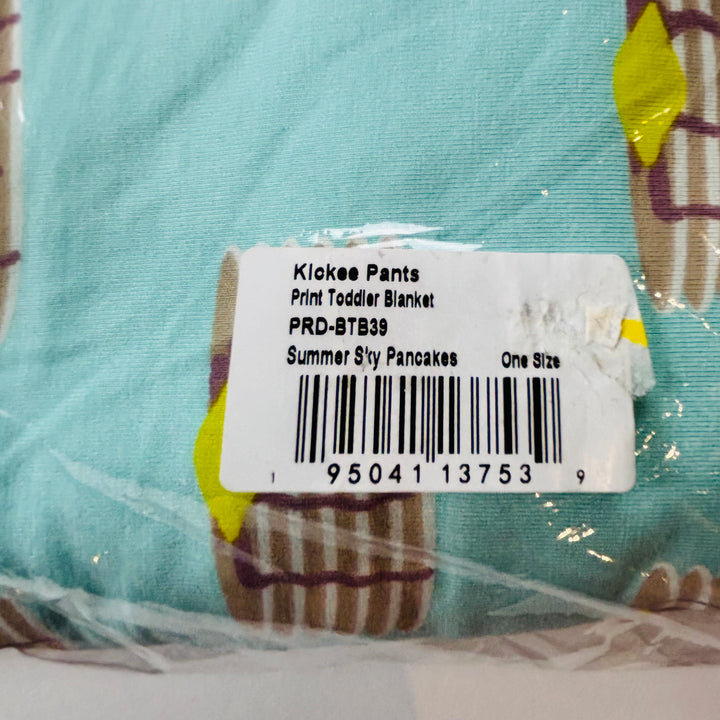 Kickee Pants
Print Toddler Blanket
PRD-BTB39
Summer Sky Pancakes One Size
1 95041 13753 9